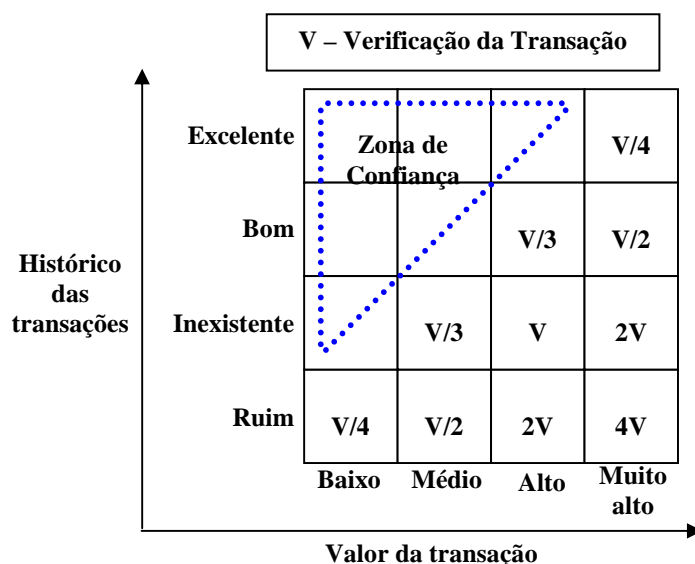 V – Verificação da Transação
Excelente
Zona de
Confiança
V/4
Bom
V/3
V/2
Histórico
das
transações
Inexistente
V/3
V
2V
Ruim
V/4
V/2
2V
4V
Baixo
Médio
Alto
Muito
alto
Valor da transação